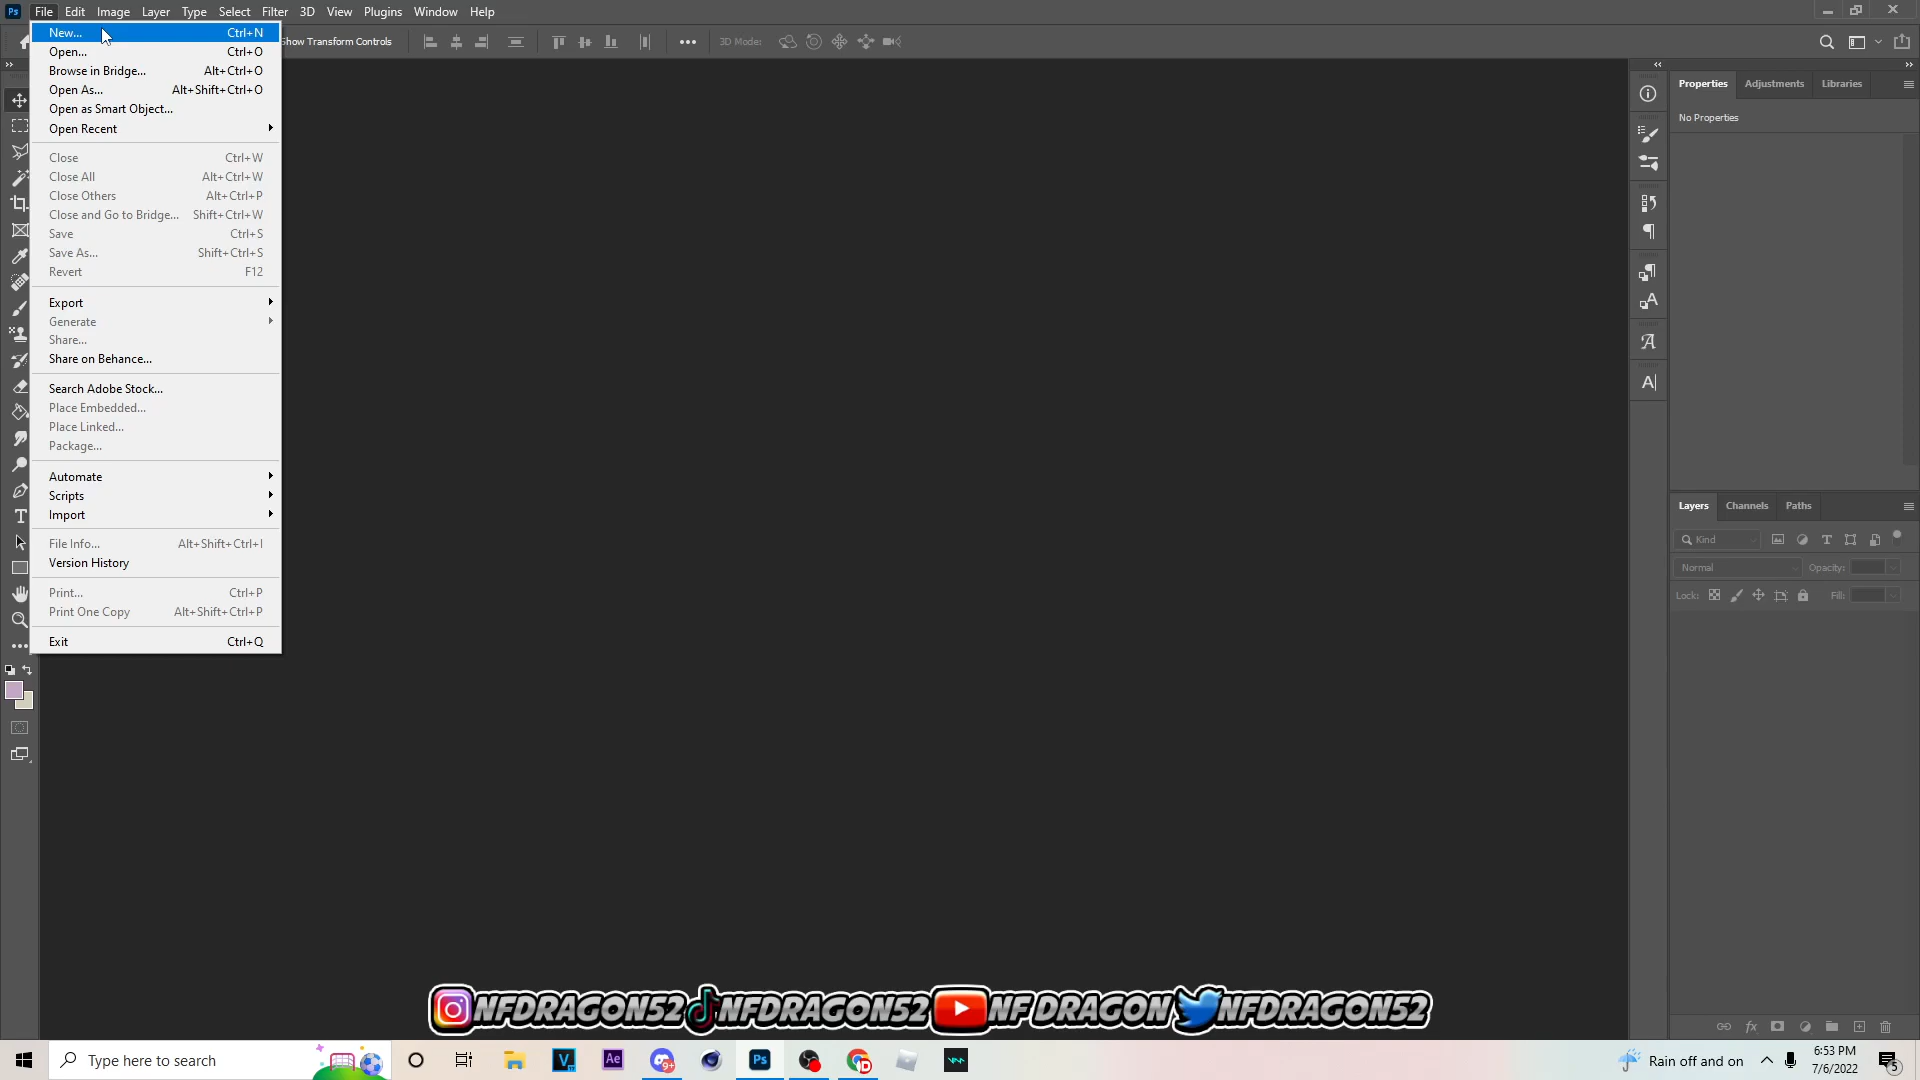 Ps File Edit Image Layer Type Select Filter 3D View Plugins Window Help
Show Transform Controls 3D Mode:
New... Ctrl+N
Open... Ctrl+O
Browse in Bridge... Alt+Ctrl+O
Open As... Alt+Shift+Ctrl+O
Open as Smart Object...
Open Recent
Close Ctrl+W
Close All Alt+Ctrl+W
Close Others Alt+Ctrl+P
Close and Go to Bridge... Shift+Ctrl+W
Save Ctrl+S
Save As... Shift+Ctrl+S
Revert F12
Export
Generate
Share...
Share on Behance...
Search Adobe Stock...
Place Embedded...
Place Linked...
Package...
Automate
Scripts
Import
File Info... Alt+Shift+Ctrl+I
Version History
Print... Ctrl+P
Print One Copy Alt+Shift+Ctrl+P
Exit Ctrl+Q
Properties Adjustments Libraries
No Properties
Layers Channels Paths
Kind
Normal Opacity:
Lock: Fill:
NFDRAGON52 NFDRAGON52 NF DRAGON NFDRAGON52
Type here to search
V Ae 9+ Ps D
Rain off and on
6:53 PM
7/6/2022
5